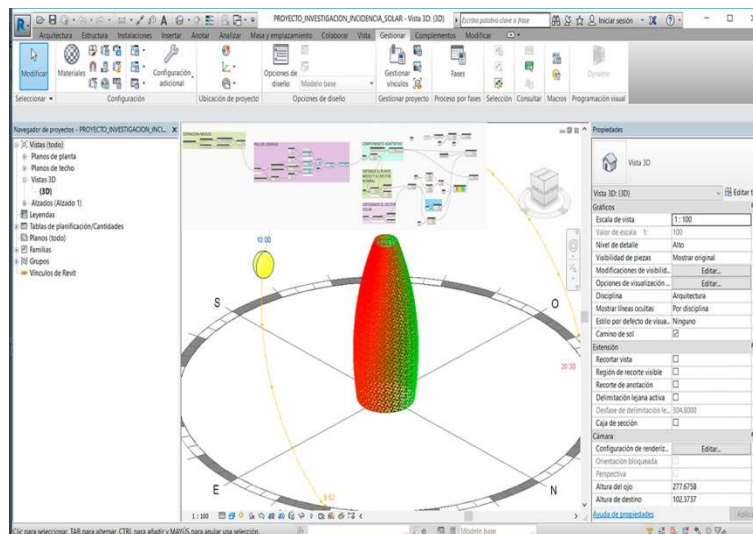 PROYECTO_INVESTIGACION_INCIDENCIA_SOLAR - Vista 3D: {3D}
Escriba palabra clave o frase
Iniciar sesión
Arquitectura Estructura Instalaciones Insertar Anotar Analizar Masa y emplazamiento Colaborar Vista Gestionar Complementos Modificar
Modificar
Materiales
Configuración adicional
Opciones de diseño
Modelo base
Gestionar vínculos
Fases
Dynamo
Seleccionar
Configuración
Ubicación de proyecto
Opciones de diseño
Gestionar proyecto
Proceso por fases
Selección
Consultar
Macros
Programación visual
Navegador de proyectos - PROYECTO_INVESTIGACION_INCI...
Vistas (todo)
Planos de planta
Planos de techo
Vistas 3D
{3D}
Alzados (Alzado 1)
Leyendas
Tablas de planificación/Cantidades
Planos (todo)
Familias
Grupos
Vínculos de Revit
10:00
S
O
20:30
E
N
1 : 100
Propiedades
Vista 3D
Vista 3D: {3D}
Editar t
Gráficos
Escala de vista 1 : 100
Valor de escala 1: 100
Nivel de detalle Alto
Visibilidad de piezas Mostrar original
Modificaciones de visibilid... Editar...
Opciones de visualización ... Editar...
Disciplina Arquitectura
Mostrar líneas ocultas Por disciplina
Estilo por defecto de visua... Ninguno
Camino de sol
Extensión
Recortar vista
Región de recorte visible
Recorte de anotación
Delimitación lejana activa
Desfase de delimitación le... 304.8000
Caja de sección
Cámara
Configuración de renderiz... Editar...
Orientación bloqueada
Perspectiva
Altura del ojo 277.6758
Altura de destino 102.3737
Ayuda de propiedades
Aplica
Clic para seleccionar, TAB para alternar, CTRL para añadir y MAYÚS para anular una selección.
Modelo base